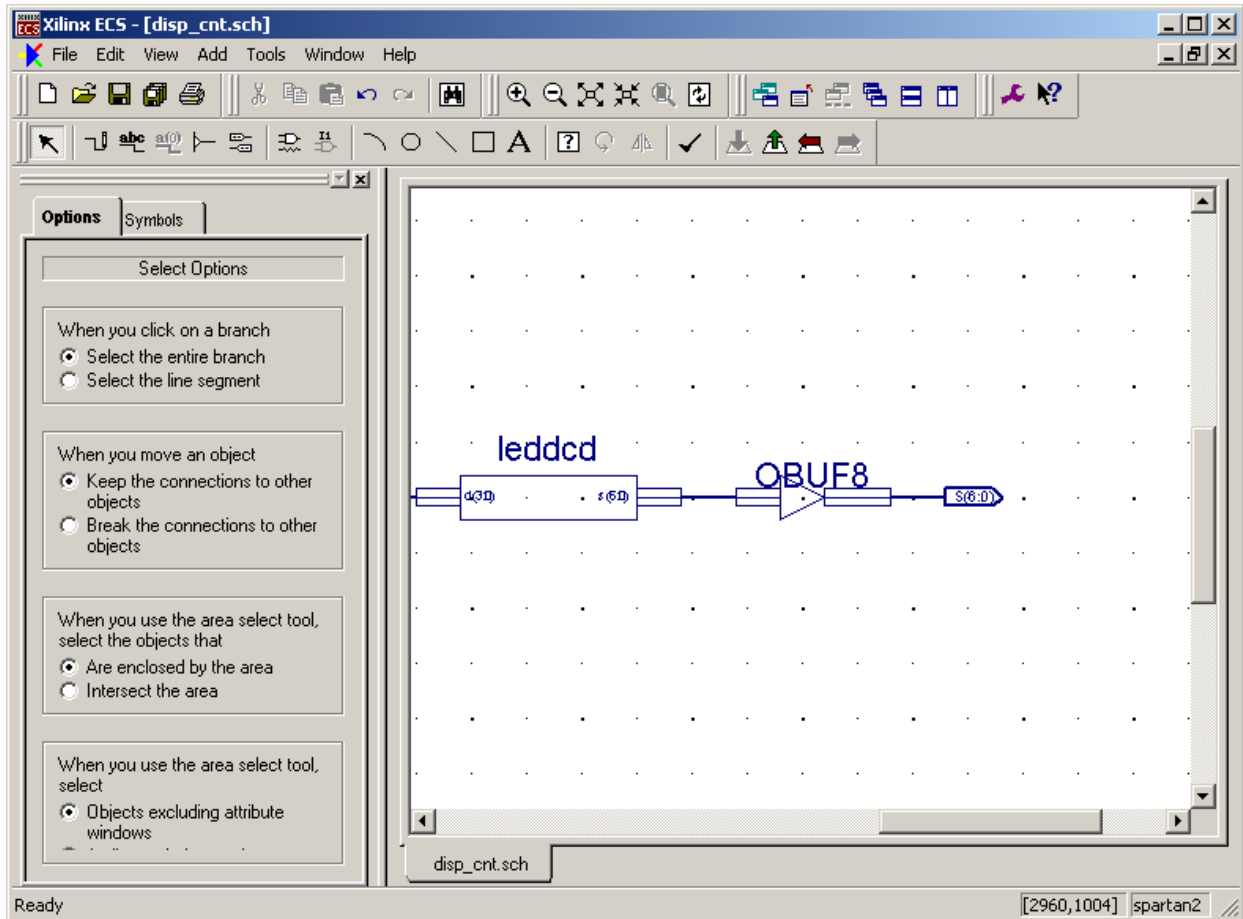 Xilinx ECS - [disp_cnt.sch]
File Edit View Add Tools Window Help
Options
Symbols
Select Options
When you click on a branch
Select the entire branch
Select the line segment
When you move an object
Keep the connections to other
objects
Break the connections to other
objects
When you use the area select tool,
select the objects that
Are enclosed by the area
Intersect the area
When you use the area select tool,
select
Objects excluding attribute
windows
leddcd
d(3:0)
s(6:0)
OBUF8
S(6:0)
disp_cnt.sch
Ready
[2960,1004]
spartan2